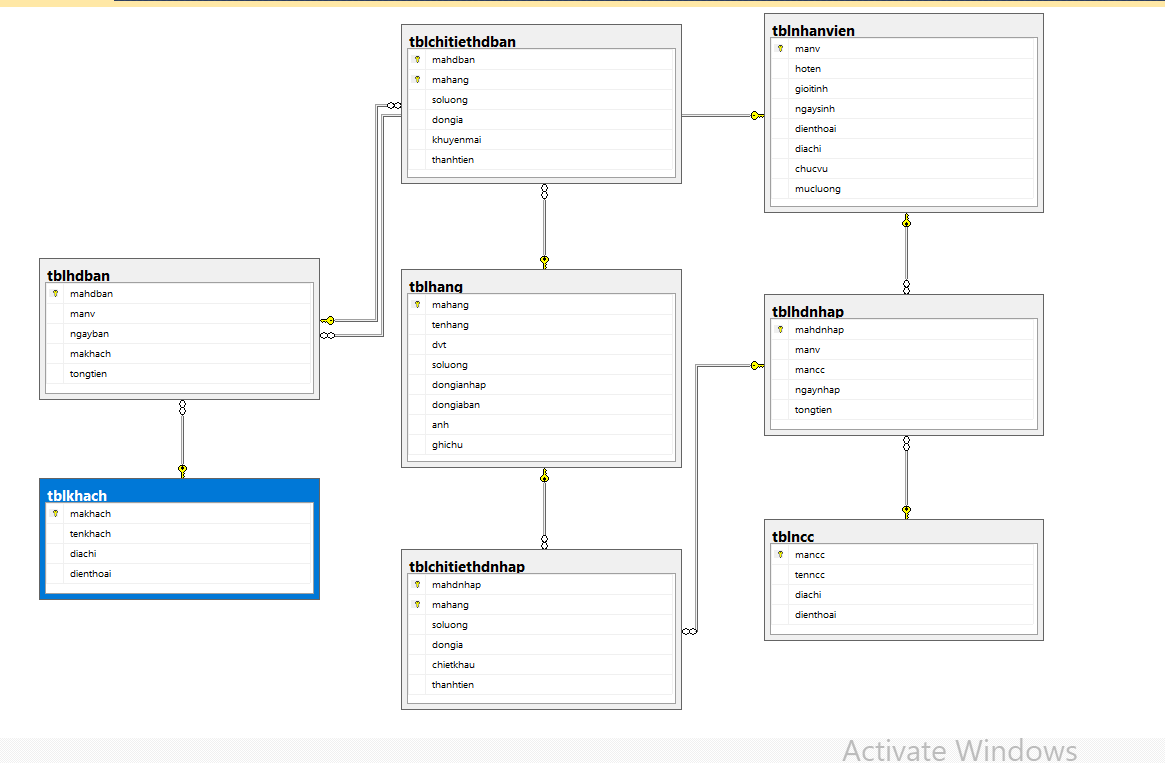 tblchitiethdban
mahdban
mahang
soluong
dongia
khuyenmai
thanhtien
tblnhanvien
manv
hoten
gioitinh
ngaysinh
dienthoai
diachi
chucvu
mucluong
tblhdban
mahdban
manv
ngayban
makhach
tongtien
tblhang
mahang
tenhang
dvt
soluong
dongianhap
dongiaban
anh
ghichu
tblhdnhap
mahdnhap
manv
mancc
ngaynhap
tongtien
tblkhach
makhach
tenkhach
diachi
dienthoai
tblchitiethdnhap
mahdnhap
mahang
soluong
dongia
chietkhau
thanhtien
tblncc
mancc
tenncc
diachi
dienthoai
Activate Windows